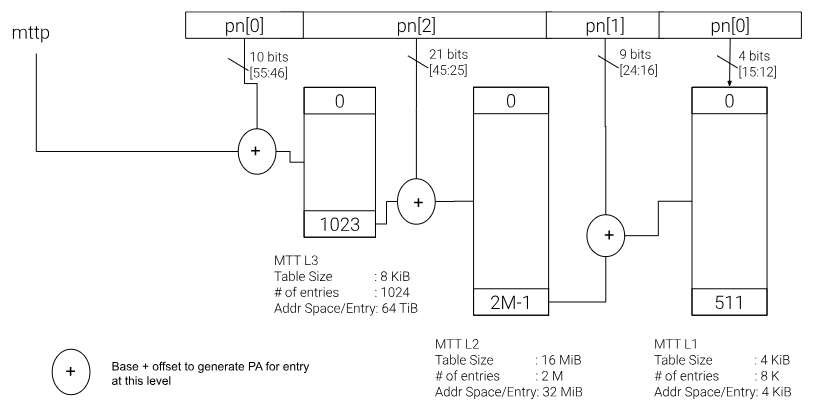 mttp
pn[0]
pn[2]
pn[1]
pn[0]
10 bits
[55:46]
21 bits
[45:25]
9 bits
[24:16]
4 bits
[15:12]
0
0
0
+
+
+
1023
2M-1
511
MTT L3
Table Size : 8 KiB
# of entries : 1024
Addr Space/Entry: 64 TiB
MTT L2
Table Size : 16 MiB
# of entries : 2 M
Addr Space/Entry: 32 MiB
MTT L1
Table Size : 4 KiB
# of entries : 8 K
Addr Space/Entry: 4 KiB
+
Base + offset to generate PA for entry
at this level